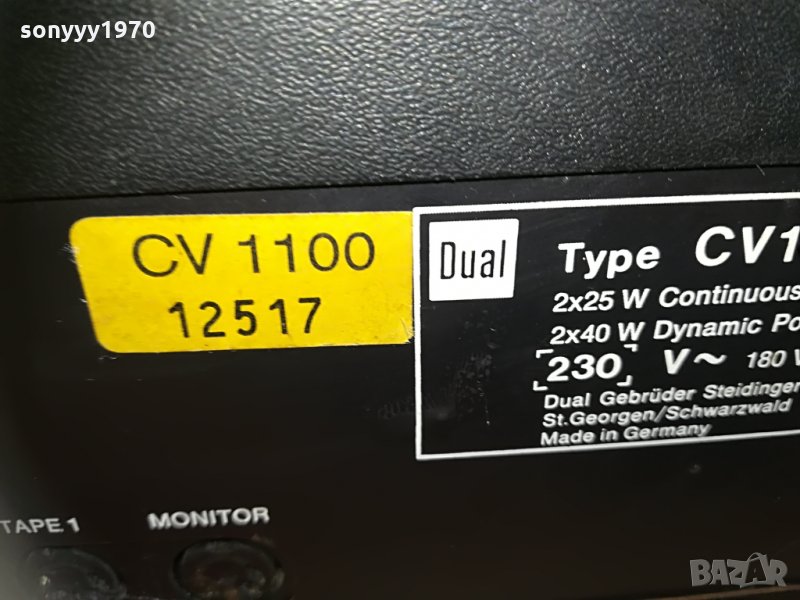 sonyyy1970
CV 1100
12517
Dual
Type CV1
2x25 W Continuous
2x40 W Dynamic Po
230 V~ 180 W
Dual Gebrüder Steidinger
St.Georgen/Schwarzwald
Made in Germany
TAPE 1 MONITOR
BAZAR